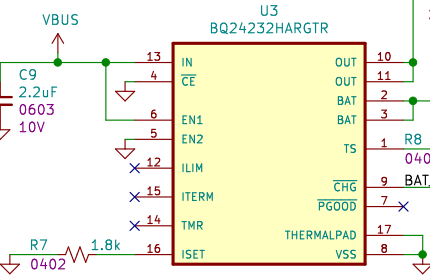 U3
BQ24232HARGTR
VBUS
13 IN OUT 10
4 CE OUT 11
C9
2.2uF
0603
10V
BAT 2
6 EN1 BAT 3
5 EN2
TS 1 R8
040
12 ILIM
CHG 9 BAT
15 ITERM PGOOD 7
14 TMR
THERMALPAD 17
R7 1.8k
0402
16 ISET VSS 8